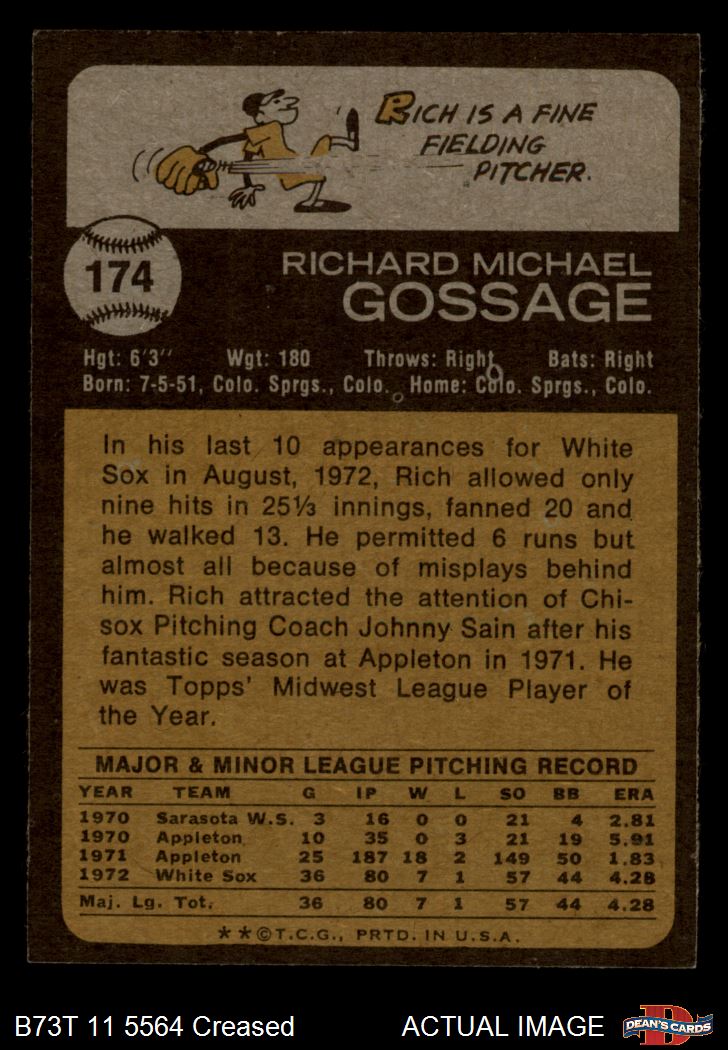 RICH IS A FINE
FIELDING
PITCHER.
174
RICHARD MICHAEL
GOSSAGE
Hgt: 6'3" Wgt: 180 Throws: Right Bats: Right
Born: 7-5-51, Colo. Sprgs., Colo. Home: Colo. Sprgs., Colo.
In his last 10 appearances for White
Sox in August, 1972, Rich allowed only
nine hits in 25⅓ innings, fanned 20 and
he walked 13. He permitted 6 runs but
almost all because of misplays behind
him. Rich attracted the attention of Chi-
sox Pitching Coach Johnny Sain after his
fantastic season at Appleton in 1971. He
was Topps' Midwest League Player of
the Year.
MAJOR & MINOR LEAGUE PITCHING RECORD
YEAR TEAM G IP W L SO BB ERA
1970 Sarasota W.S. 3 16 0 0 21 4 2.81
1970 Appleton 10 35 0 3 21 19 5.91
1971 Appleton 25 187 18 2 149 50 1.83
1972 White Sox 36 80 7 1 57 44 4.28
Maj. Lg. Tot. 36 80 7 1 57 44 4.28
**©T.C.G., PRTD. IN U.S.A.
B73T 11 5564 Creased ACTUAL IMAGE
D
DEAN'S CARDS